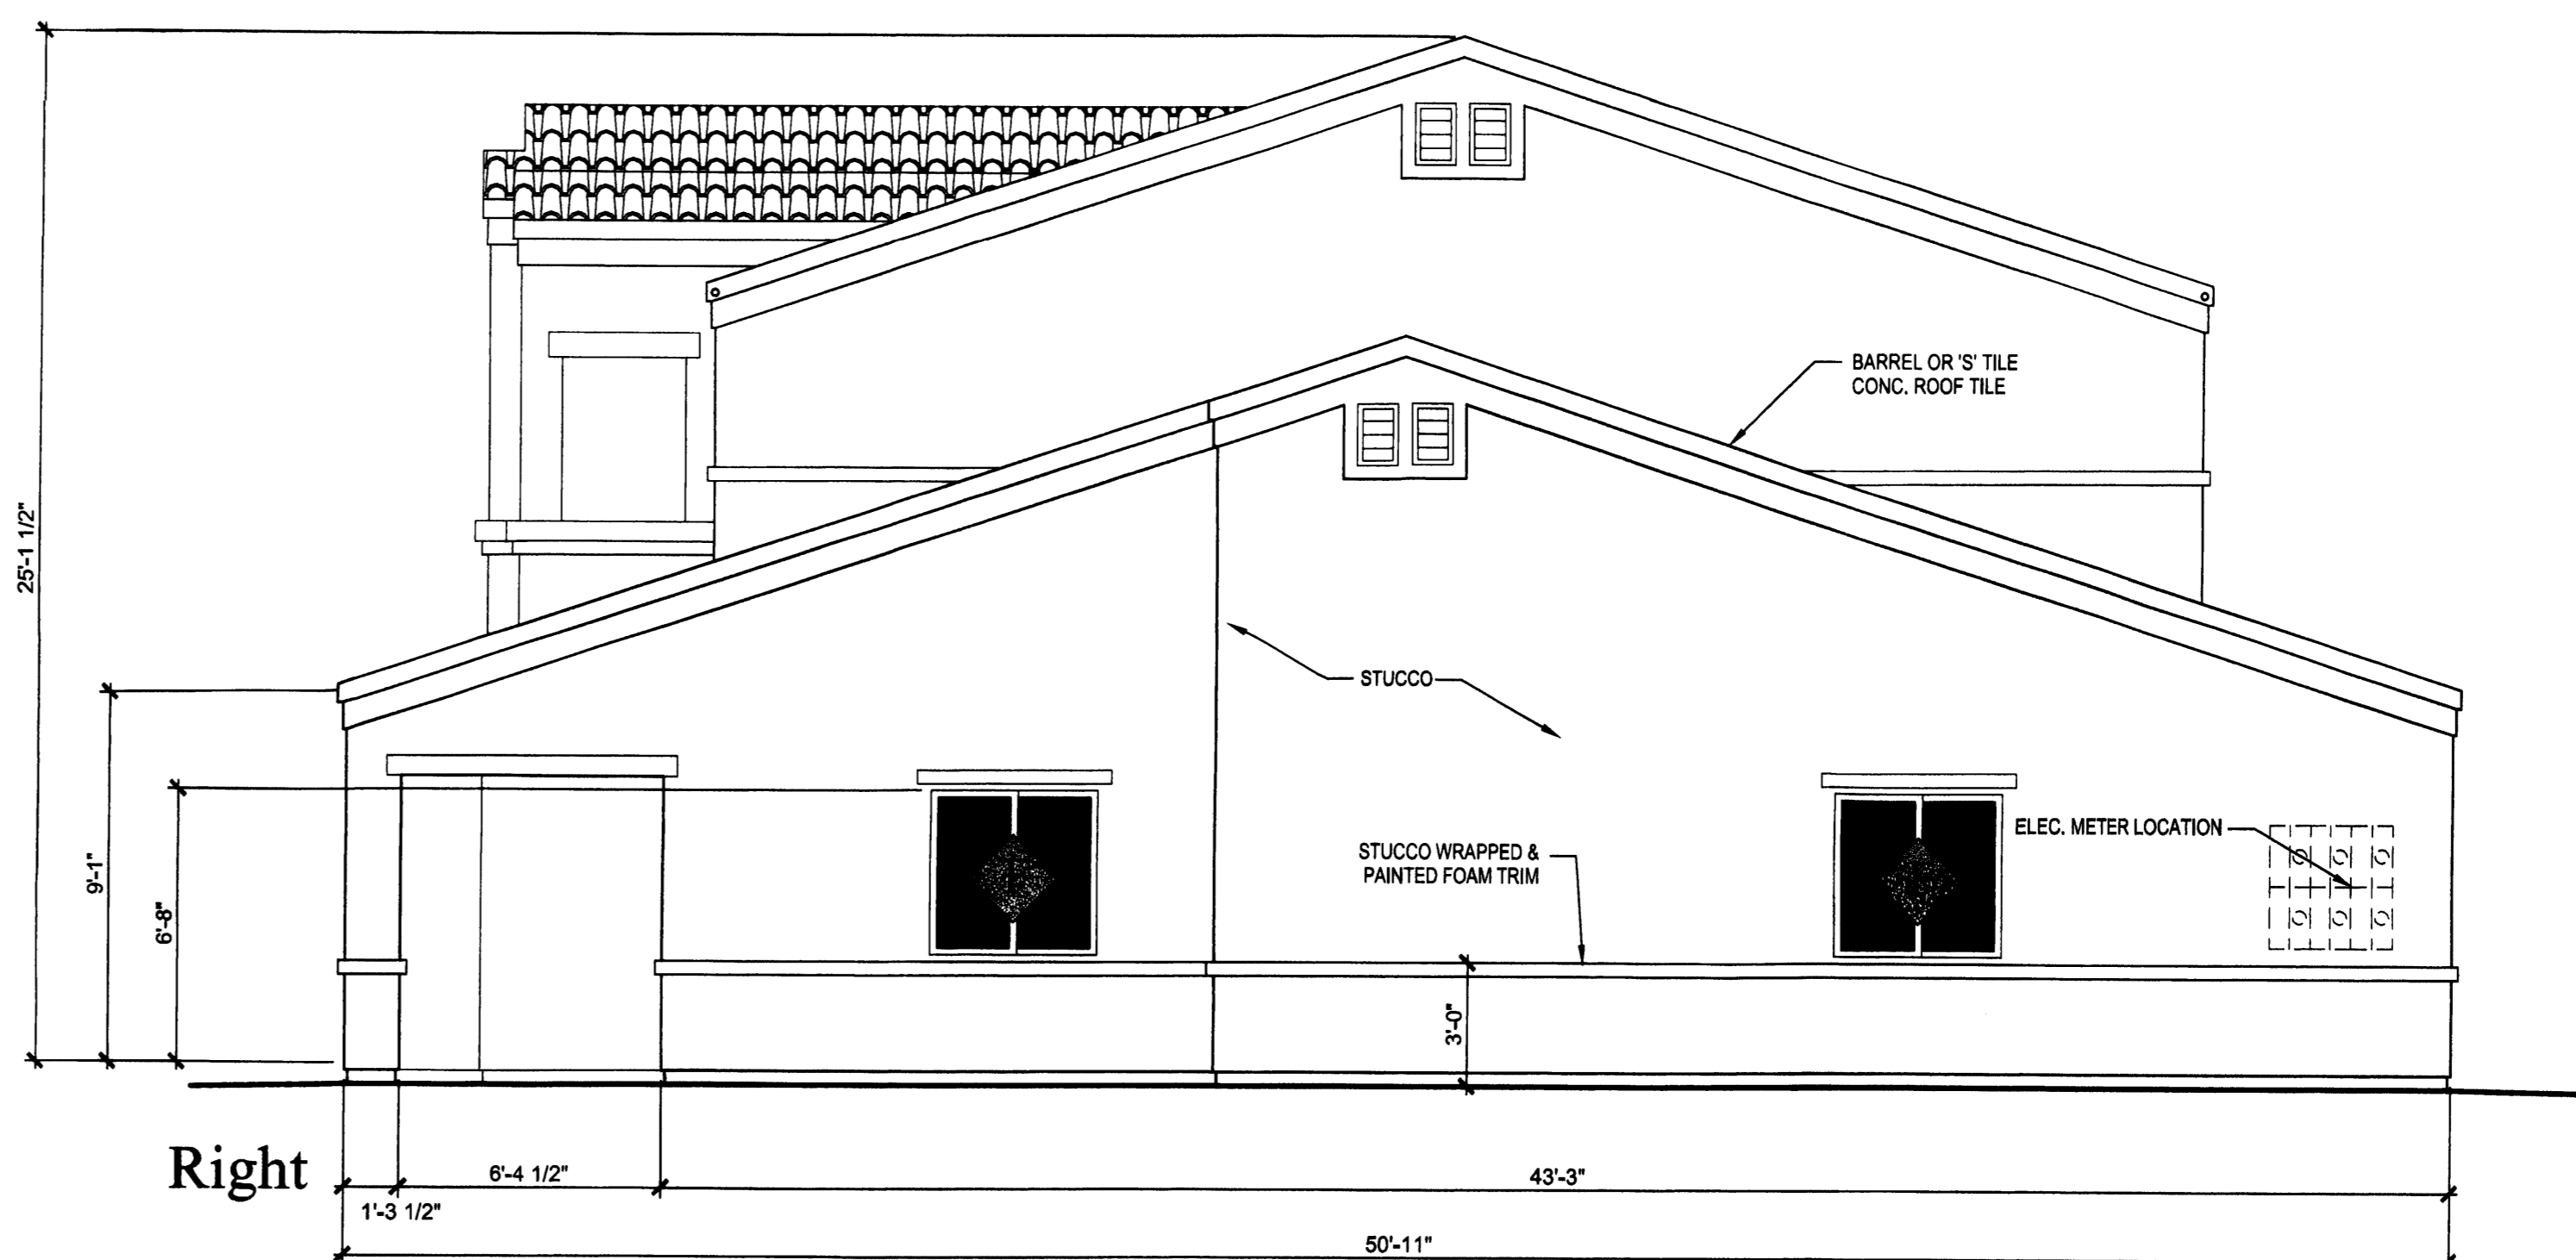 BARREL OR 'S' TILE
CONC. ROOF TILE
25'-1 1/2"
STUCCO
ELEC. METER LOCATION
STUCCO WRAPPED &
PAINTED FOAM TRIM
9'-1"
6'-8"
3'-0"
Right
6'-4 1/2"
43'-3"
1'-3 1/2"
50'-11"